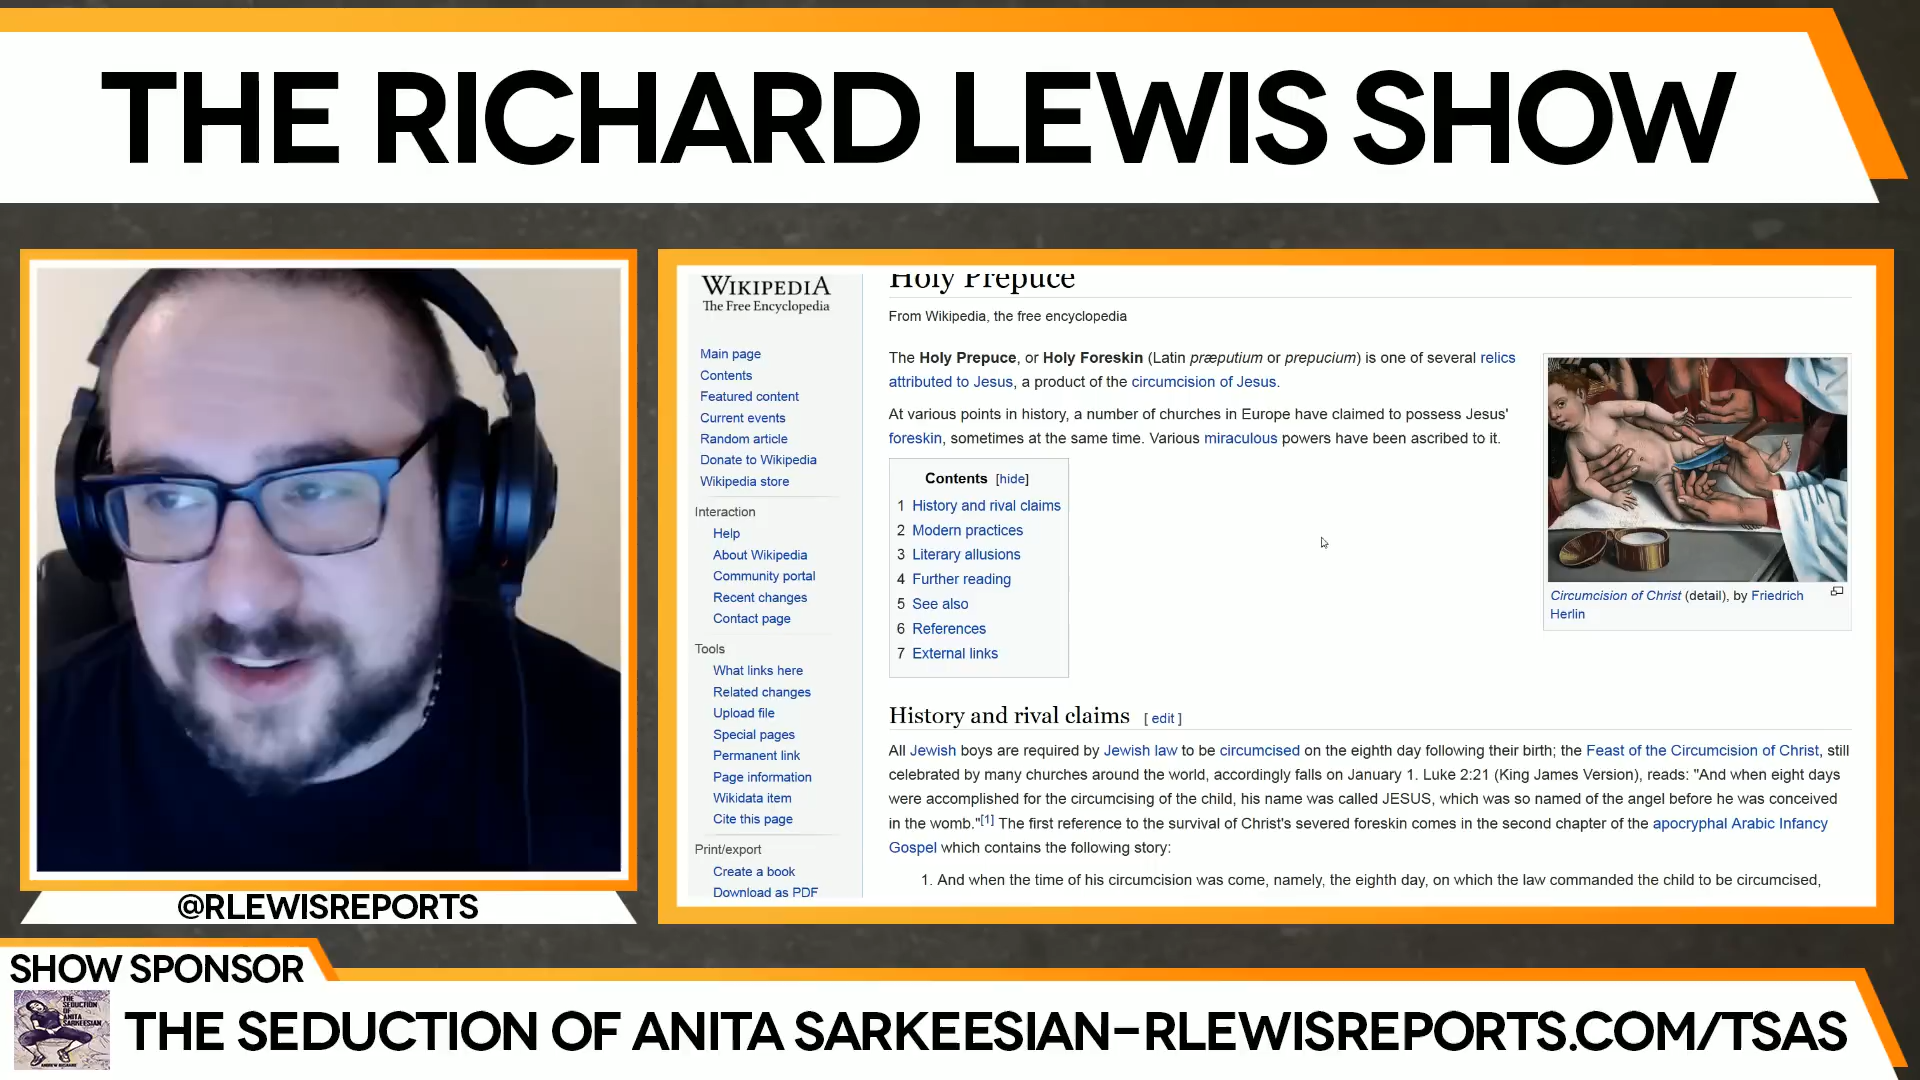 THE RICHARD LEWIS SHOW
WIKIPEDIA
The Free Encyclopedia
Main page
Contents
Featured content
Current events
Random article
Donate to Wikipedia
Wikipedia store
Interaction
Help
About Wikipedia
Community portal
Recent changes
Contact page
Tools
What links here
Related changes
Upload file
Special pages
Permanent link
Page information
Wikidata item
Cite this page
Print/export
Create a book
Download as PDF
Holy Prepuce
From Wikipedia, the free encyclopedia
The Holy Prepuce, or Holy Foreskin (Latin præputium or prepucium) is one of several relics
attributed to Jesus, a product of the circumcision of Jesus.
At various points in history, a number of churches in Europe have claimed to possess Jesus'
foreskin, sometimes at the same time. Various miraculous powers have been ascribed to it.
Contents [hide]
1 History and rival claims
2 Modern practices
3 Literary allusions
4 Further reading
5 See also
6 References
7 External links
Circumcision of Christ (detail), by Friedrich
Herlin
History and rival claims [ edit ]
All Jewish boys are required by Jewish law to be circumcised on the eighth day following their birth; the Feast of the Circumcision of Christ, still
celebrated by many churches around the world, accordingly falls on January 1. Luke 2:21 (King James Version), reads: "And when eight days
were accomplished for the circumcising of the child, his name was called JESUS, which was so named of the angel before he was conceived
in the womb."[1] The first reference to the survival of Christ's severed foreskin comes in the second chapter of the apocryphal Arabic Infancy
Gospel which contains the following story:
1. And when the time of his circumcision was come, namely, the eighth day, on which the law commanded the child to be circumcised,
@RLEWISREPORTS
SHOW SPONSOR
THE
SEDUCTION
OF
ANITA
SARKEESIAN
THE SEDUCTION OF ANITA SARKEESIAN-RLEWISREPORTS.COM/TSAS